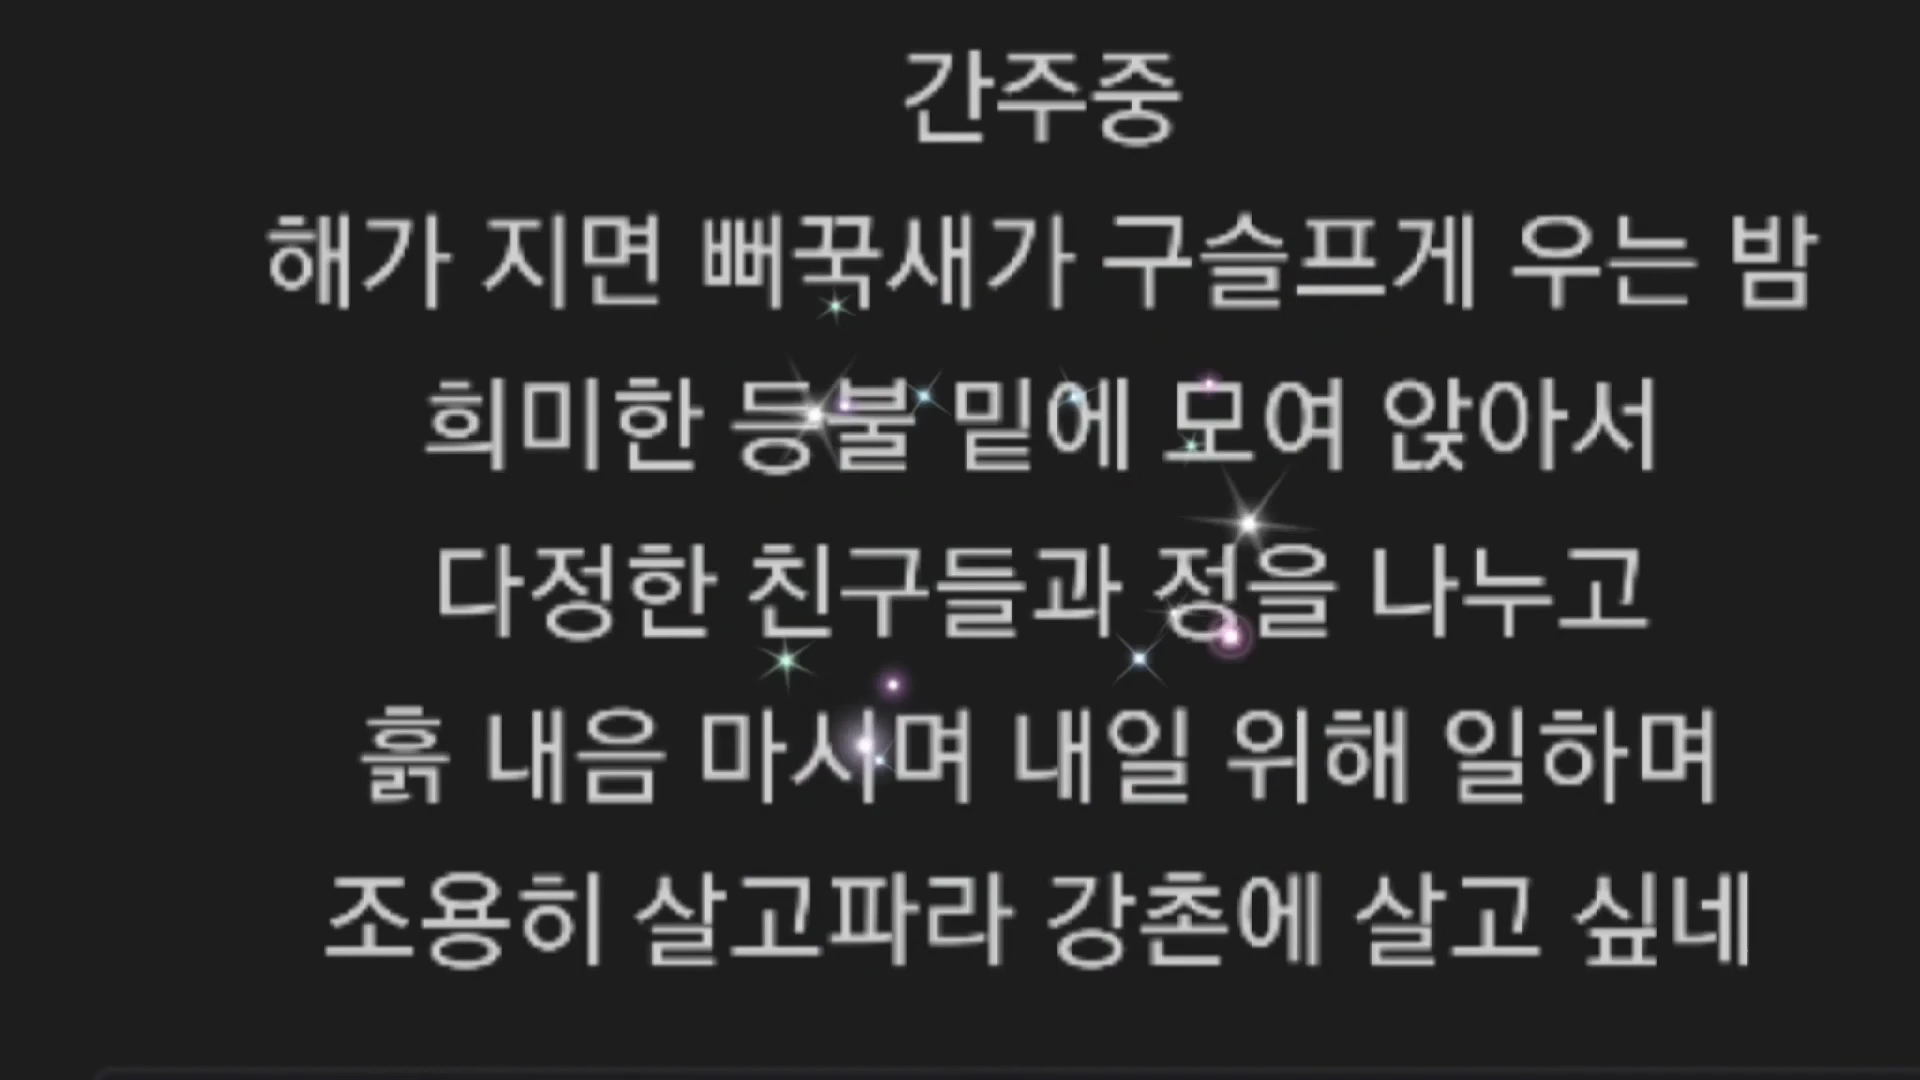 간주중
해가 지면 뻐꾹새가 구슬프게 우는 밤
희미한 등불 밑에 모여 앉아서
다정한 친구들과 정을 나누고
흙 내음 마시며 내일 위해 일하며
조용히 살고파라 강촌에 살고 싶네